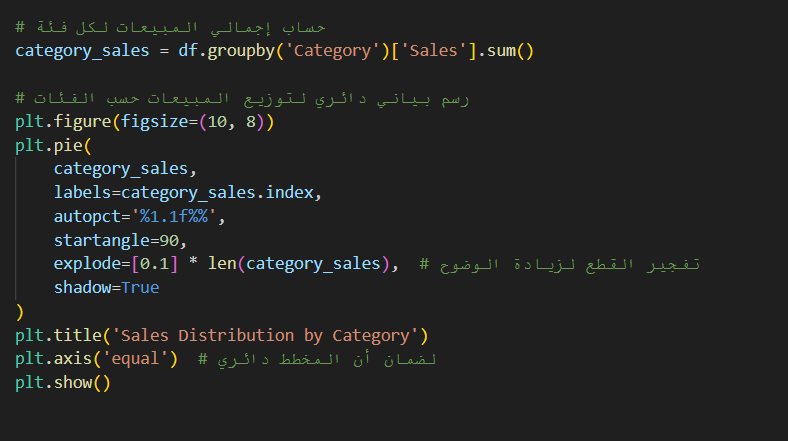 # حساب إجمالي المبيعات لكل فئة
category_sales = df.groupby('Category')['Sales'].sum()
# رسم بياني دائري لتوزيع المبيعات حسب الفئات
plt.figure(figsize=(10, 8))
plt.pie(
    category_sales,
    labels=category_sales.index,
    autopct='%1.1f%%',
    startangle=90,
    explode=[0.1] * len(category_sales),  # تفجير القطع لزيادة الوضوح
    shadow=True
)
plt.title('Sales Distribution by Category')
plt.axis('equal')  # لضمان أن المخطط دائري
plt.show()